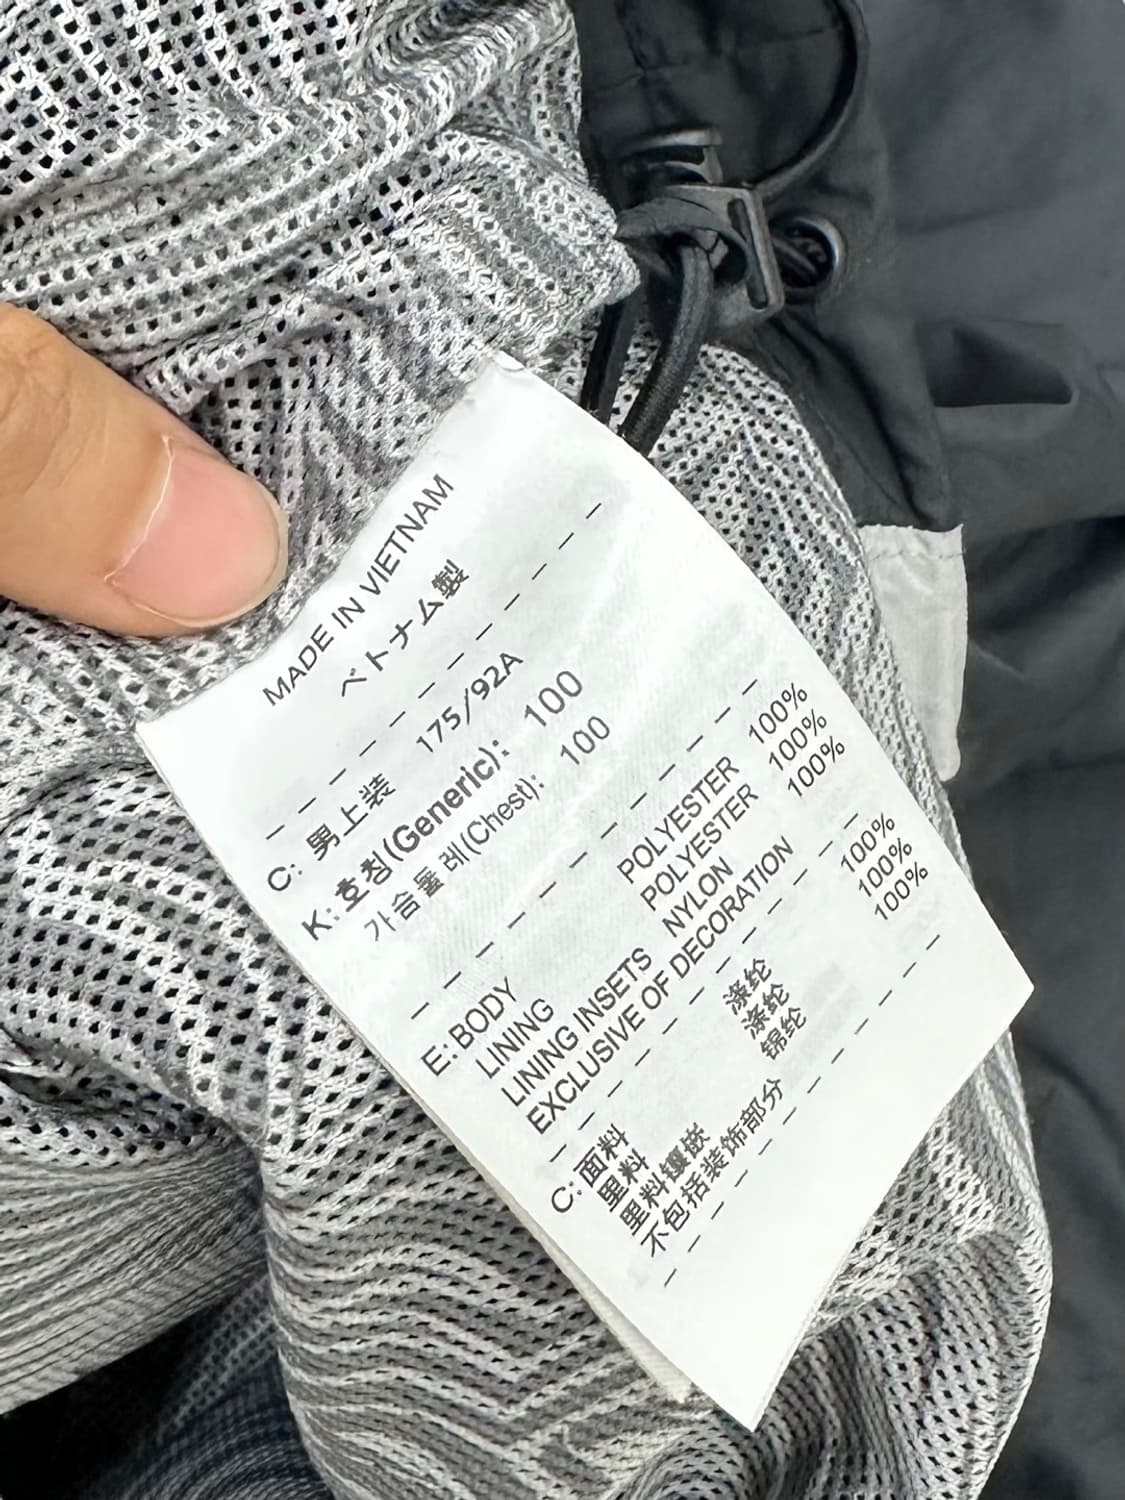 MADE IN VIETNAM
ベトナム製
- - - - - - - - -
C: 男上装 175/92A
K: 호칭(Generic): 100
가슴둘레(Chest): 100
- - - - - - - - -
E: BODY POLYESTER 100%
LINING POLYESTER 100%
LINING INSETS NYLON 100%
EXCLUSIVE OF DECORATION
- - - - - - - - -
C: 面料 涤纶 100%
里料 涤纶 100%
里料镶嵌 锦纶 100%
不包括装饰部分
- - - - - - - - -